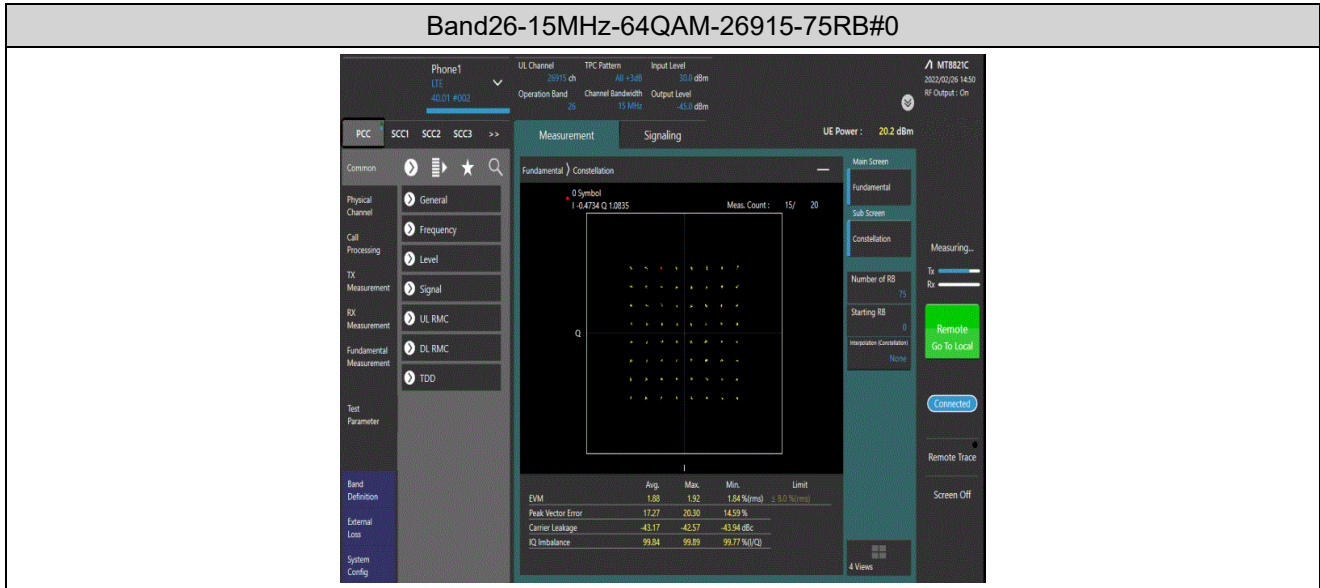 Band26-15MHz-64QAM-26915-75RB#0
Phone1
LTE
40.01 #002
UL Channel TPC Pattern Input Level
26915 ch All +3dB 30.0 dBm
Operation Band Channel Bandwidth Output Level
26 15 MHz -45.0 dBm
MT8821C
2022/02/26 14:50
RF Output : On
PCC SCC1 SCC2 SCC3 >>
Measurement Signaling
UE Power : 20.2 dBm
Common
Physical
Channel
Call
Processing
TX
Measurement
RX
Measurement
Fundamental
Measurement
Test
Parameter
Band
Definition
External
Loss
System
Config
General
Frequency
Level
Signal
UL RMC
DL RMC
TDD
Fundamental ⟩ Constellation
0 Symbol
I -0.4734 Q 1.0835 Meas. Count : 15/ 20
Q
I
Avg. Max. Min. Limit
EVM 1.88 1.92 1.84 %(rms) ≤ 8.0 %(rms)
Peak Vector Error 17.27 20.30 14.59 %
Carrier Leakage -43.17 -42.57 -43.94 dBc
IQ Imbalance 99.84 99.89 99.77 %(I/Q)
Main Screen
Fundamental
Sub Screen
Constellation
Number of RB
75
Starting RB
0
Interpolation (Constellation)
None
4 Views
Measuring...
Tx
Rx
Remote
Go To Local
Connected
Remote Trace
Screen Off